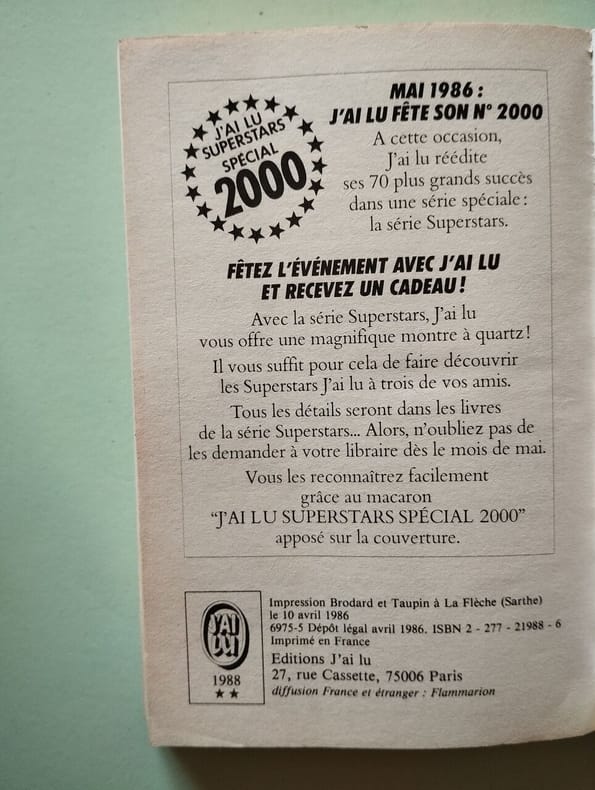 J'AI LU
SUPERSTARS
SPÉCIAL
2000
MAI 1986 :
J'AI LU FÊTE SON N° 2000
A cette occasion,
J'ai lu réédite
ses 70 plus grands succès
dans une série spéciale :
la série Superstars.
FÊTEZ L'ÉVÉNEMENT AVEC J'AI LU
ET RECEVEZ UN CADEAU !
Avec la série Superstars, J'ai lu
vous offre une magnifique montre à quartz !
Il vous suffit pour cela de faire découvrir
les Superstars J'ai lu à trois de vos amis.
Tous les détails seront dans les livres
de la série Superstars... Alors, n'oubliez pas de
les demander à votre libraire dès le mois de mai.
Vous les reconnaîtrez facilement
grâce au macaron
"J'AI LU SUPERSTARS SPÉCIAL 2000"
apposé sur la couverture.
J'AI
LU
1988
★ ★
Impression Brodard et Taupin à La Flèche (Sarthe)
le 10 avril 1986
6975-5 Dépôt légal avril 1986. ISBN 2 - 277 - 21988 - 6
Imprimé en France
Editions J'ai lu
27, rue Cassette, 75006 Paris
diffusion France et étranger : Flammarion